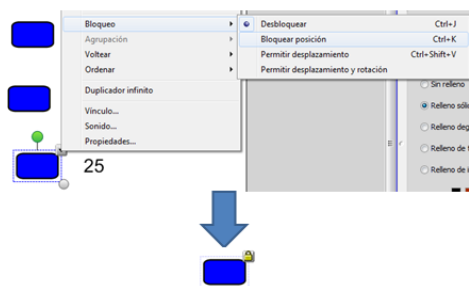 Bloqueo
Agrupación
Voltear
Ordenar
Duplicador infinito
Vínculo...
Sonido...
Propiedades...
Desbloquear Ctrl+J
Bloquear posición Ctrl+K
Permitir desplazamiento Ctrl+Shift+V
Permitir desplazamiento y rotación
Sin relleno
Relleno sóli
Relleno deg
Relleno de t
Relleno de i
25